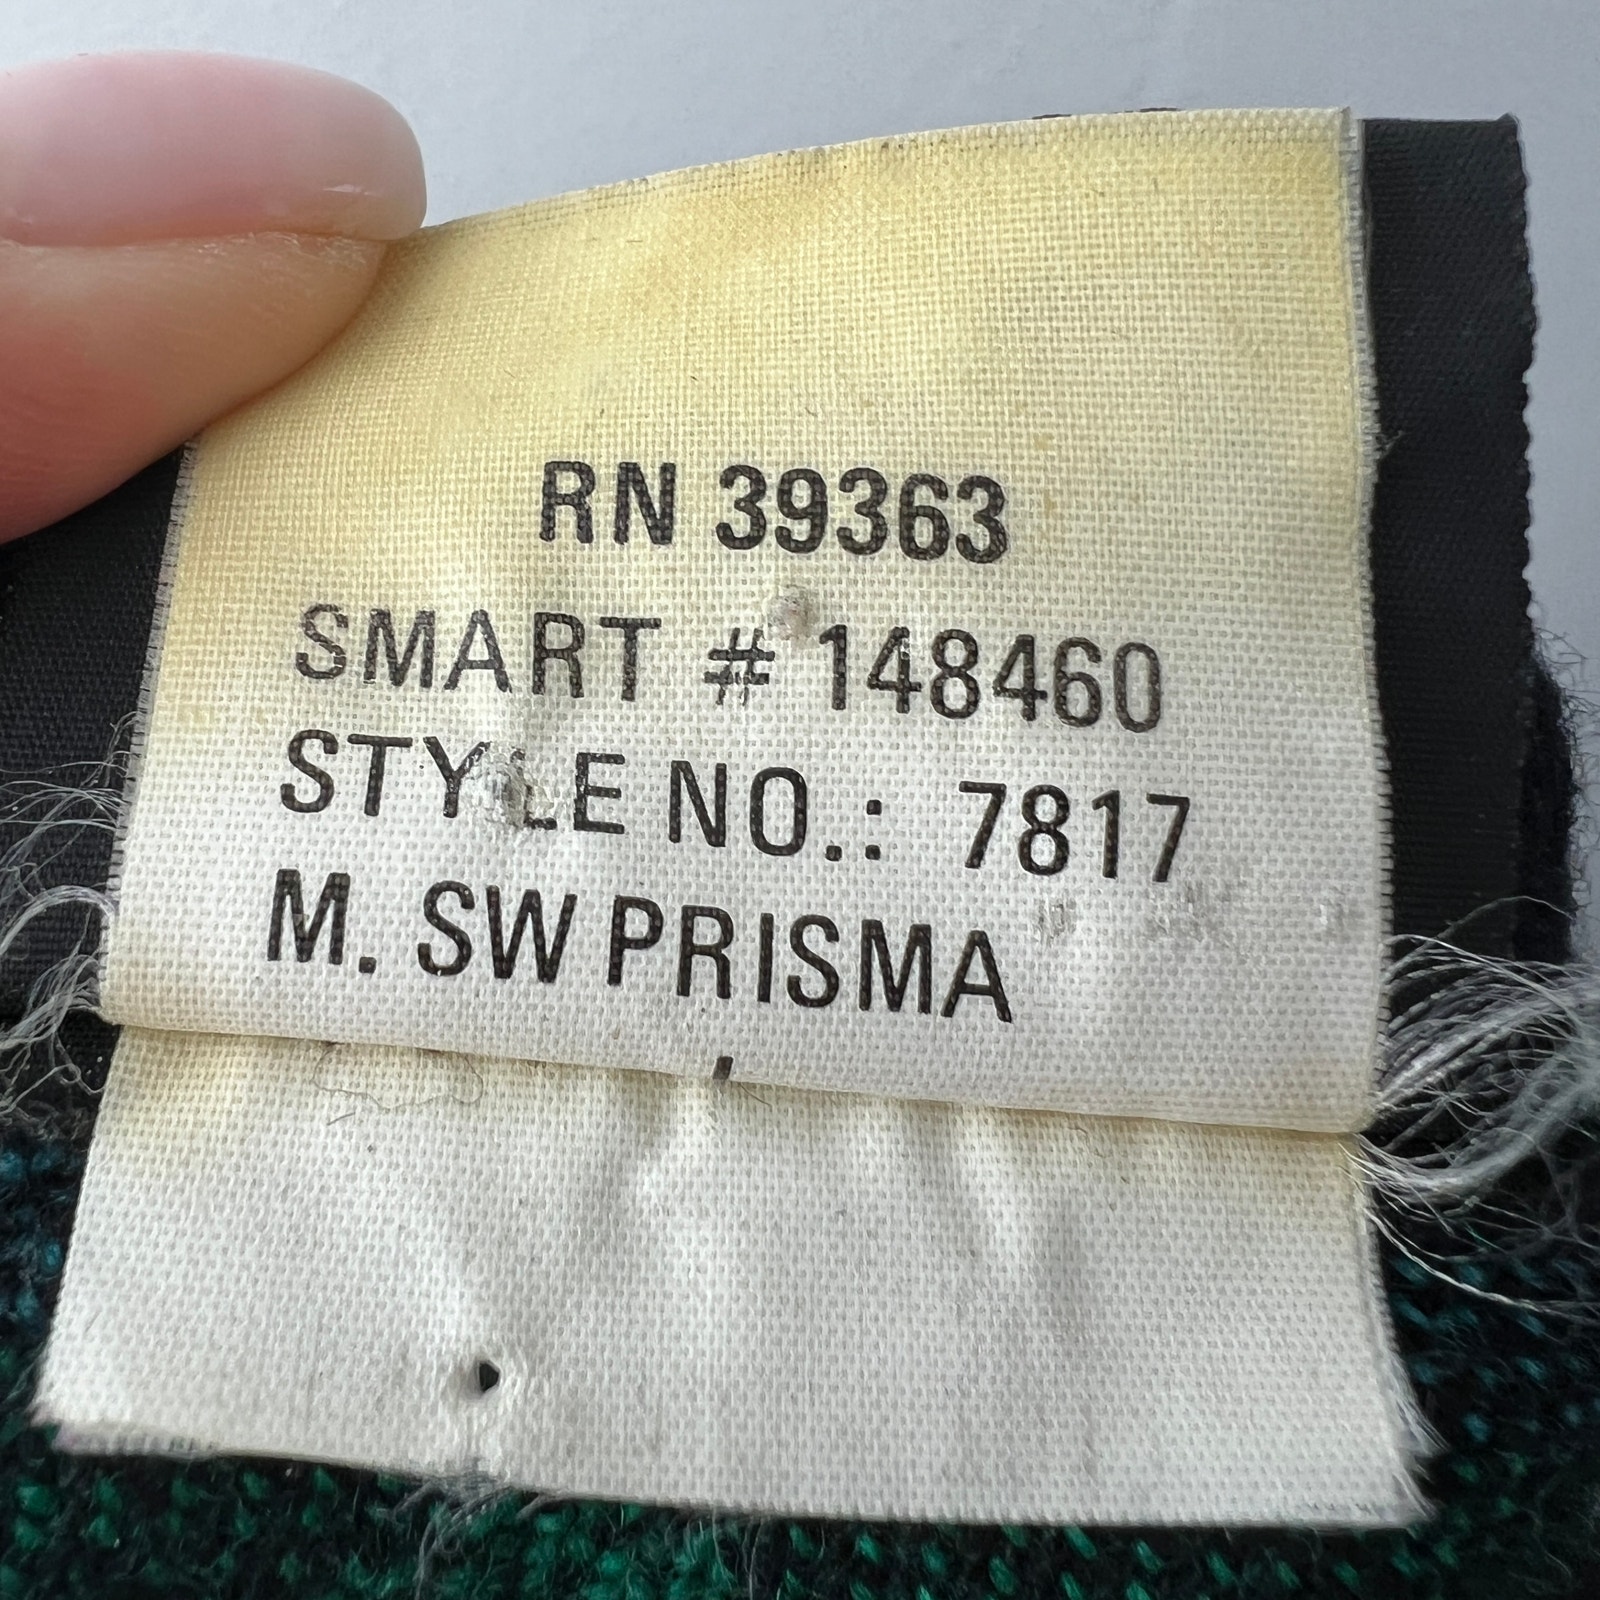 RN 39363
SMART # 148460
STYLE NO.: 7817
M. SW PRISMA